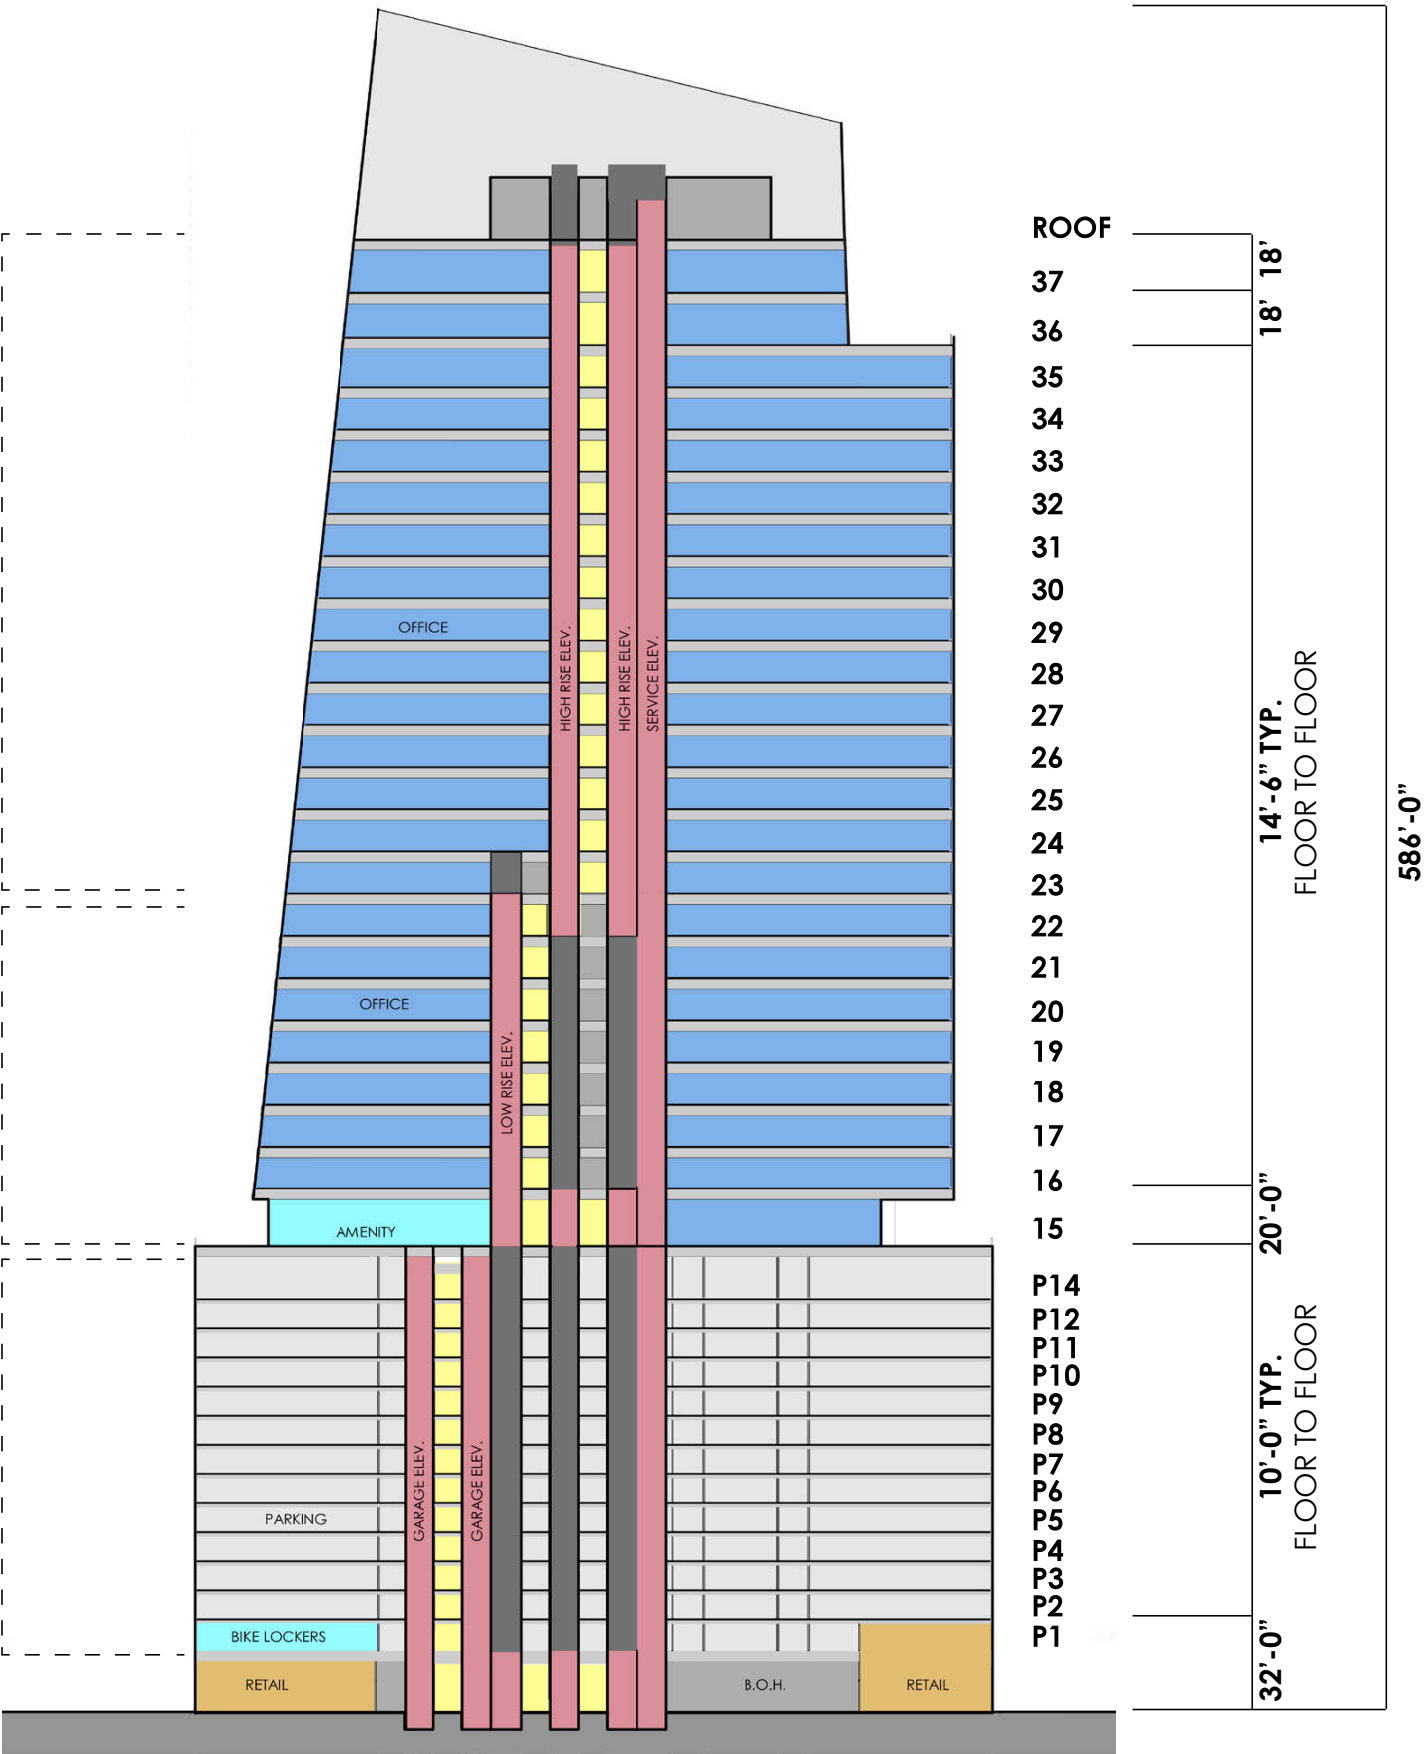 ROOF
18'
37
18'
36
35
34
33
32
31
30
OFFICE
29
HIGH RISE ELEV.
HIGH RISE ELEV.
SERVICE ELEV.
28
27
26
25
24
23
22
21
OFFICE
20
19
LOW RISE ELEV.
18
17
16
14'-6" TYP.
FLOOR TO FLOOR
586'-0"
AMENITY
15
20'-0"
P14
P12
P11
P10
P9
P8
P7
P6
GARAGE ELEV.
GARAGE ELEV.
PARKING
P5
P4
P3
P2
10'-0" TYP.
FLOOR TO FLOOR
BIKE LOCKERS
P1
RETAIL
B.O.H.
RETAIL
32'-0"